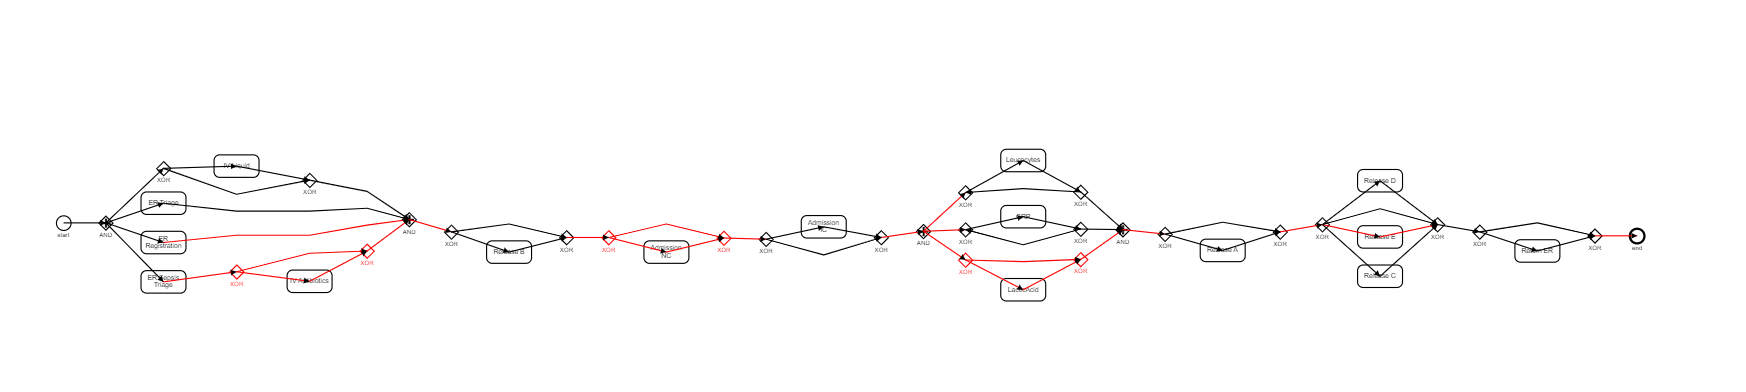 start
AND
XOR
XOR
ER Triage
ER
Registration
ER Sepsis
Triage
XOR
IV Antibiotics
XOR
AND
XOR
Release B
XOR
XOR
Admission
NC
XOR
XOR
Admission
IC
XOR
AND
XOR
Leucocytes
XOR
XOR
CRP
XOR
XOR
LacticAcid
XOR
AND
XOR
Release A
XOR
XOR
Release D
Release E
Release C
XOR
XOR
Return ER
XOR
end